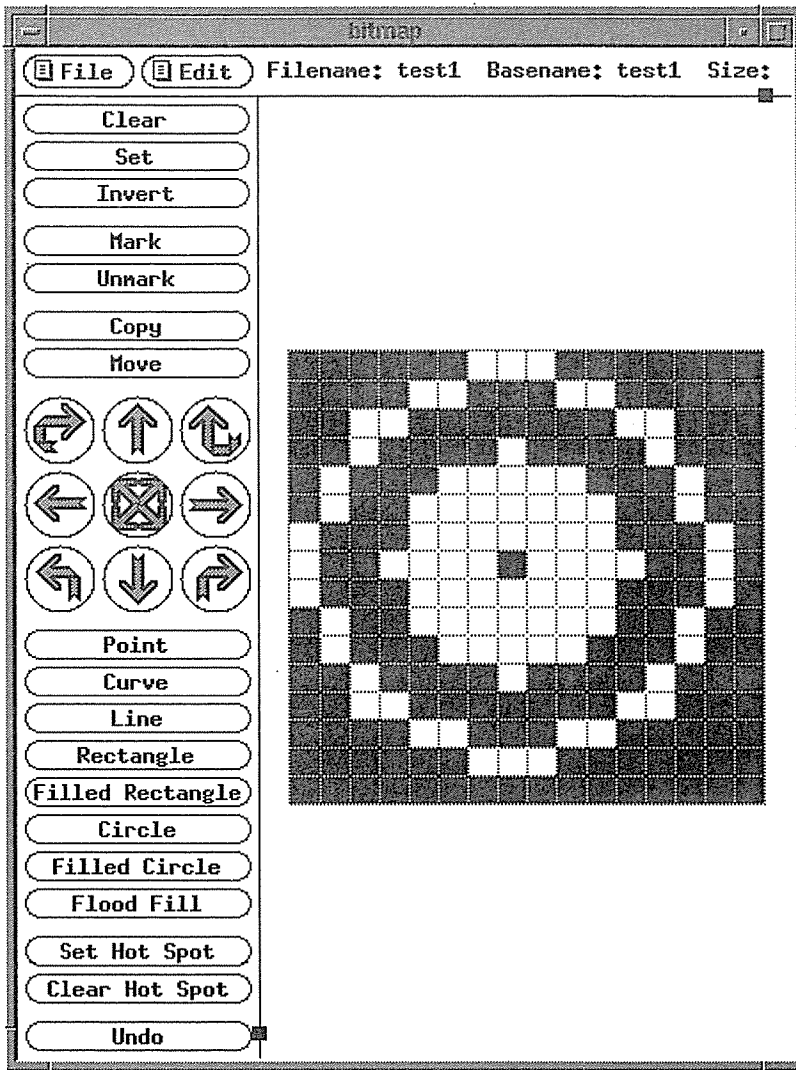 bitmap
File Edit Filename: test1 Basename: test1 Size:
Clear
Set
Invert
Mark
Unmark
Copy
Move
Point
Curve
Line
Rectangle
Filled Rectangle
Circle
Filled Circle
Flood Fill
Set Hot Spot
Clear Hot Spot
Undo